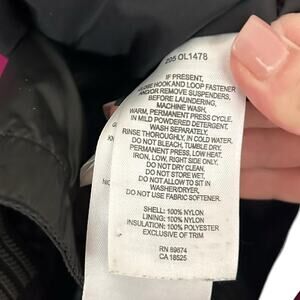 205 OL1478
IF PRESENT,
CLOSE HOOK AND LOOP FASTENER
AND/OR REMOVE SUSPENDERS,
BEFORE LAUNDERING,
MACHINE WASH,
WARM, PERMANENT PRESS CYCLE.
IN MILD POWDERED DETERGENT.
WASH SEPARATELY.
RINSE THOROUGHLY, IN COLD WATER.
DO NOT BLEACH, TUMBLE DRY.
PERMANENT PRESS, LOW HEAT.
IRON, LOW, RIGHT SIDE ONLY.
DO NOT DRY CLEAN.
DO NOT STORE WET.
DO NOT ALLOW TO SIT IN
WASHER/DRYER.
DO NOT USE FABRIC SOFTENER.
SHELL: 100% NYLON
LINING: 100% NYLON
INSULATION: 100% POLYESTER
EXCLUSIVE OF TRIM
RN 89674
CA 18525